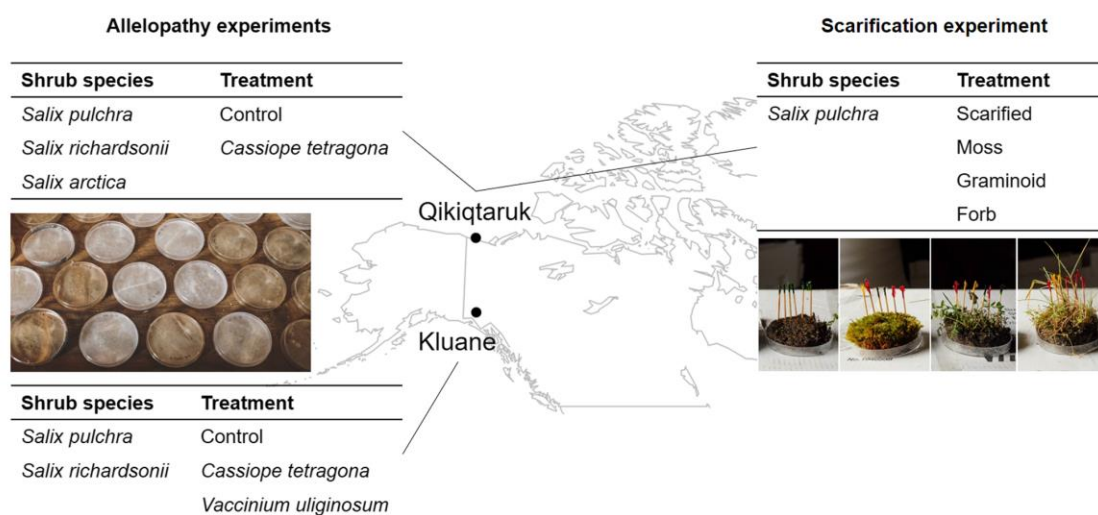 Allelopathy experiments
Shrub species Treatment
Salix pulchra Control
Salix richardsonii Cassiope tetragona
Salix arctica
Scarification experiment
Shrub species Treatment
Salix pulchra Scarified
Moss
Graminoid
Forb
Qikiqtaruk
Kluane
Shrub species Treatment
Salix pulchra Control
Salix richardsonii Cassiope tetragona
Vaccinium uliginosum